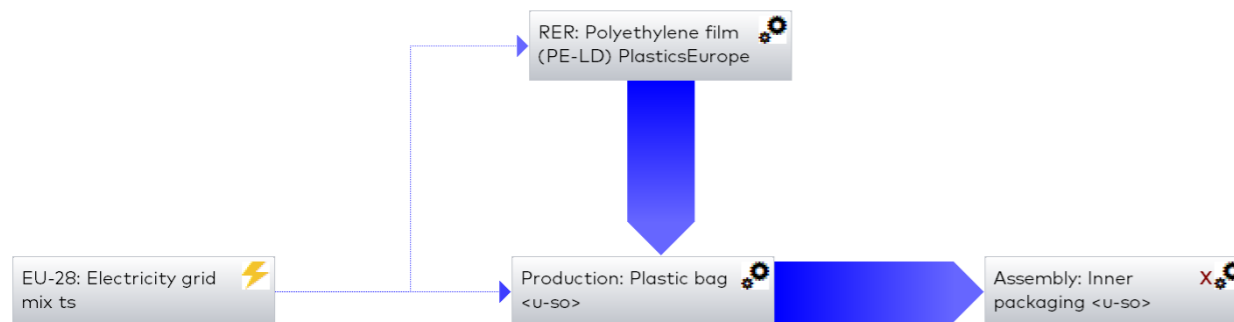 RER: Polyethylene film
(PE-LD) PlasticsEurope
EU-28: Electricity grid
mix ts
Production: Plastic bag
<u-so>
Assembly: Inner
packaging <u-so>
X